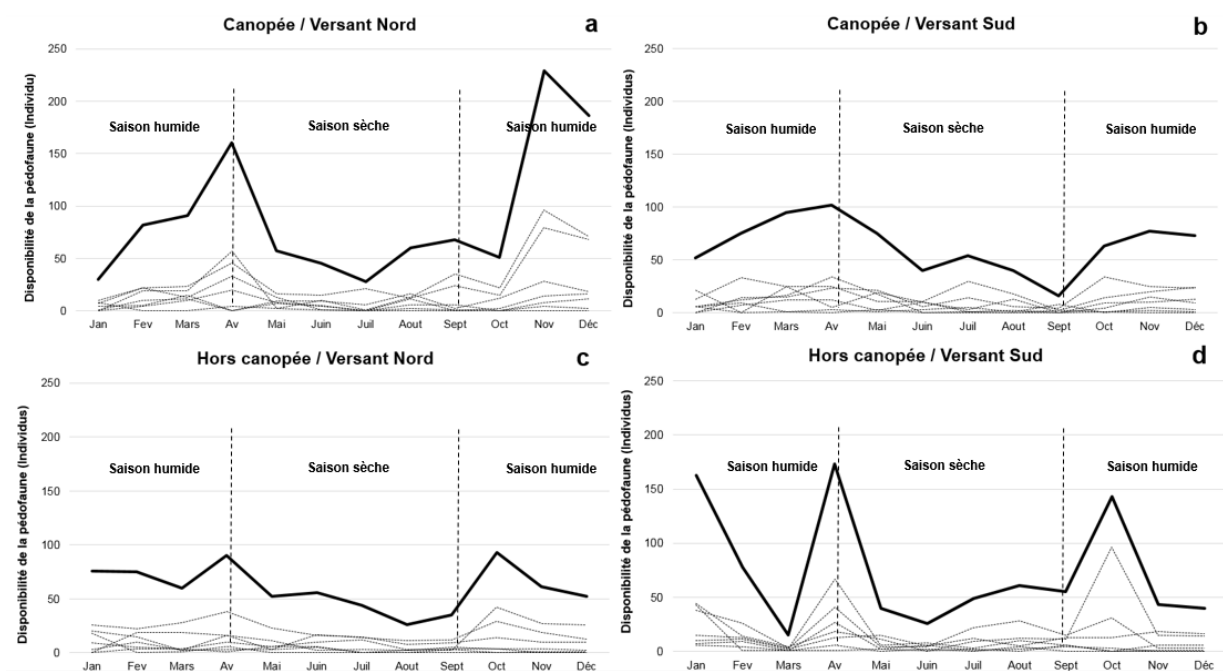 Canopée / Versant Nord
a
Disponibilité de la pédofaune (Individu)
250
200
150
100
50
0
Saison humide
Saison sèche
Saison humide
Jan Fev Mars Av Mai Juin Juil Aout Sept Oct Nov Déc
Canopée / Versant Sud
b
Disponibilité de la pédofaune (Individus)
250
200
150
100
50
0
Saison humide
Saison sèche
Saison humide
Jan Fev Mars Av Mai Juin Juil Aout Sept Oct Nov Déc
Hors canopée / Versant Nord
c
Disponibilité de la pédofaune (Individus)
250
200
150
100
50
0
Saison humide
Saison sèche
Saison humide
Jan Fev Mars Av Mai Juin Juil Aout Sept Oct Nov Déc
Hors canopée / Versant Sud
d
Disponibilité de la pédofaune (Individus)
250
200
150
100
50
0
Saison humide
Saison sèche
Saison humide
Jan Fev Mars Av Mai Juin Juil Aout Sept Oct Nov Déc